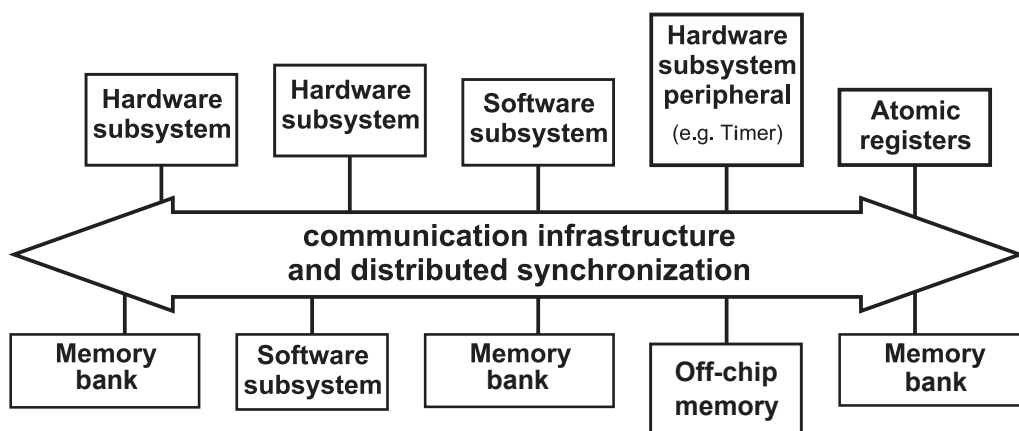 Hardware
subsystem
Hardware
subsystem
Software
subsystem
Hardware
subsystem
peripheral
(e.g. Timer)
Atomic
registers
communication infrastructure
and distributed synchronization
Memory
bank
Software
subsystem
Memory
bank
Off-chip
memory
Memory
bank